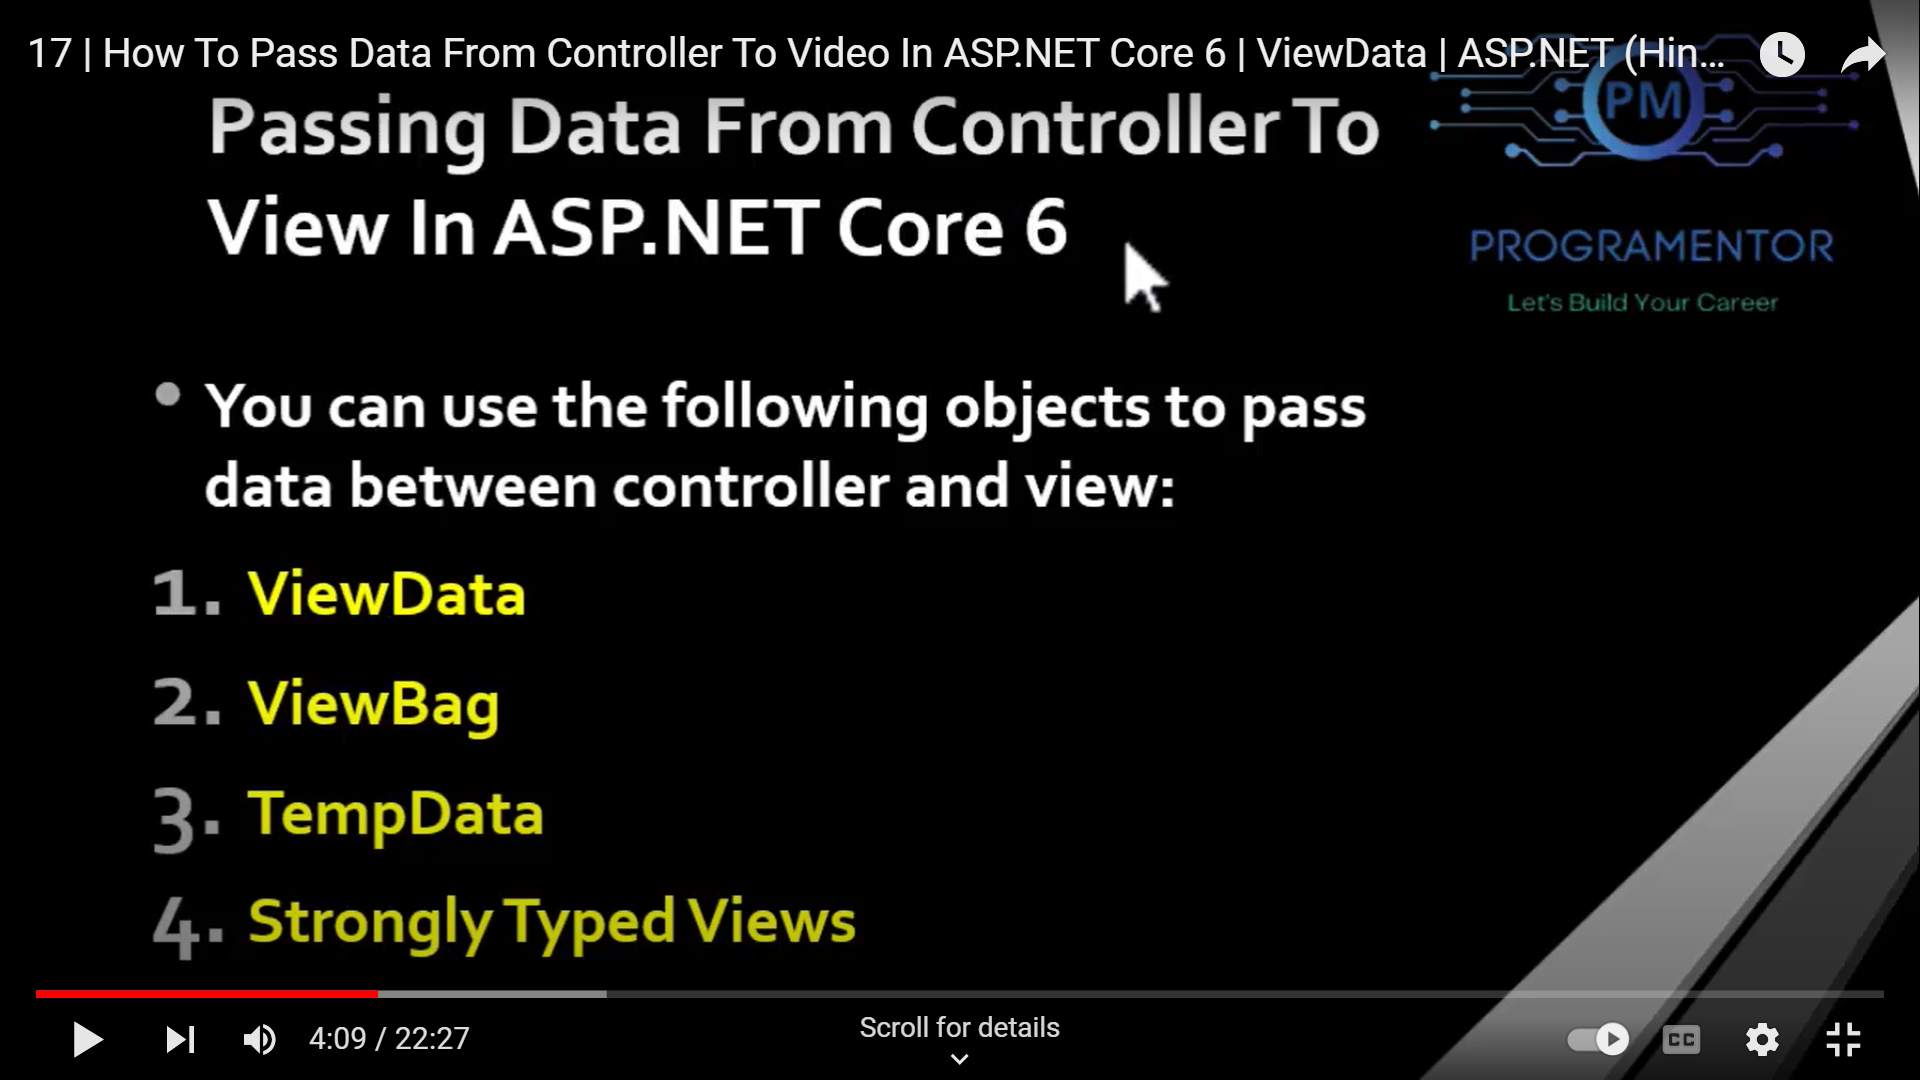 17 | How To Pass Data From Controller To Video In ASP.NET Core 6 | ViewData | ASP.NET (Hin...
PM
Passing Data From Controller To
View In ASP.NET Core 6
PROGRAMENTOR
Let's Build Your Career
• You can use the following objects to pass
data between controller and view:
1. ViewData
2. ViewBag
3. TempData
4. Strongly Typed Views
4:09 / 22:27
Scroll for details
CC